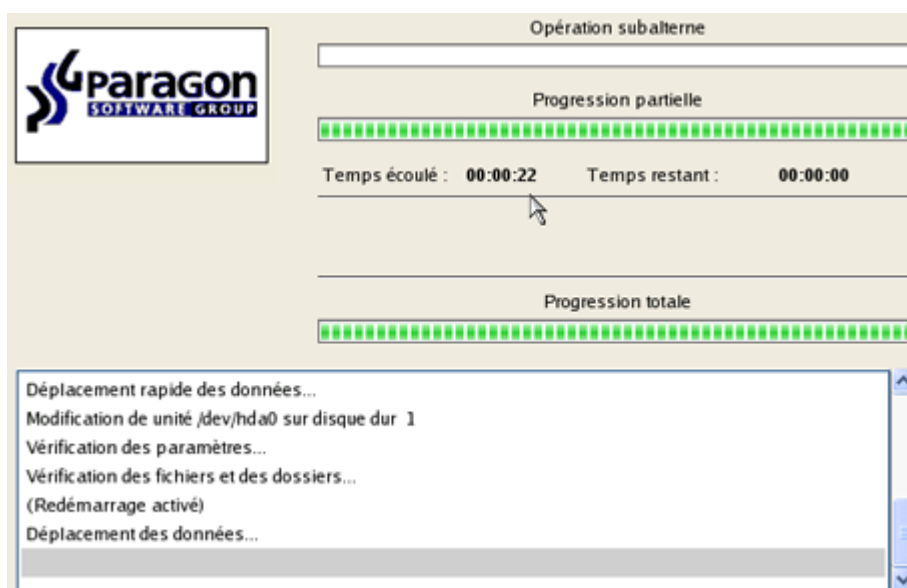 Paragon
SOFTWARE GROUP
Opération subalterne
Progression partielle
Temps écoulé : 00:00:22 Temps restant : 00:00:00
Progression totale
Déplacement rapide des données...
Modification de unité /dev/hda0 sur disque dur 1
Vérification des paramètres...
Vérification des fichiers et des dossiers...
(Redémarrage activé)
Déplacement des données...